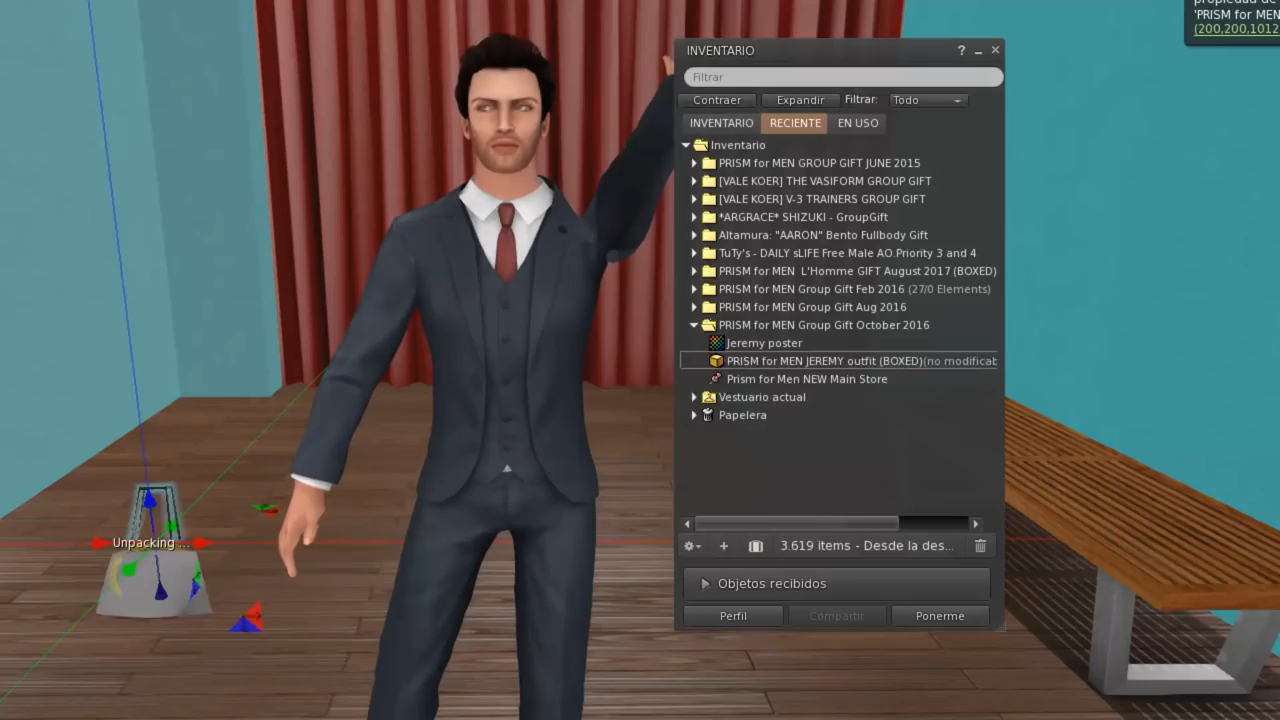 propiedad de
'PRISM for MEN
(200,200,1012
INVENTARIO
? _ ×
Filtrar
Contraer Expandir Filtrar: Todo
INVENTARIO RECIENTE EN USO
Inventario
PRISM for MEN GROUP GIFT JUNE 2015
[VALE KOER] THE VASIFORM GROUP GIFT
[VALE KOER] V-3 TRAINERS GROUP GIFT
*ARGRACE* SHIZUKI - GroupGift
Altamura: "AARON" Bento Fullbody Gift
TuTy's - DAILY sLIFE Free Male AO.Priority 3 and 4
PRISM for MEN L'Homme GIFT August 2017 (BOXED)
PRISM for MEN Group Gift Feb 2016 (27/0 Elements)
PRISM for MEN Group Gift Aug 2016
PRISM for MEN Group Gift October 2016
Jeremy poster
PRISM for MEN JEREMY outfit (BOXED)(no modificab
Prism for Men NEW Main Store
Vestuario actual
Papelera
3.619 items - Desde la des...
Objetos recibidos
Perfil Compartir Ponerme
Unpacking ...